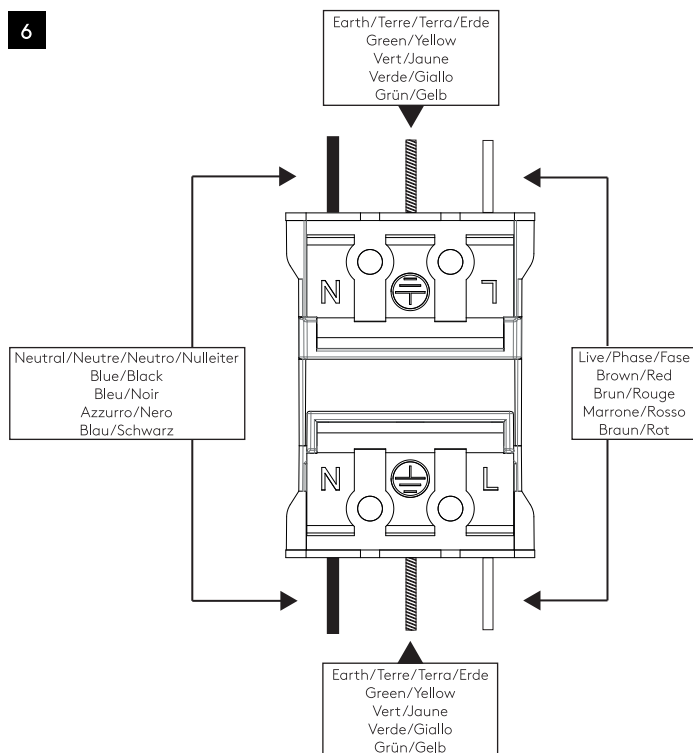 6
Earth/Terre/Terra/Erde
Green/Yellow
Vert/Jaune
Verde/Giallo
Grün/Gelb
N
L
Neutral/Neutre/Neutro/Nulleiter
Blue/Black
Bleu/Noir
Azzurro/Nero
Blau/Schwarz
Live/Phase/Fase
Brown/Red
Brun/Rouge
Marrone/Rosso
Braun/Rot
N
L
Earth/Terre/Terra/Erde
Green/Yellow
Vert/Jaune
Verde/Giallo
Grün/Gelb